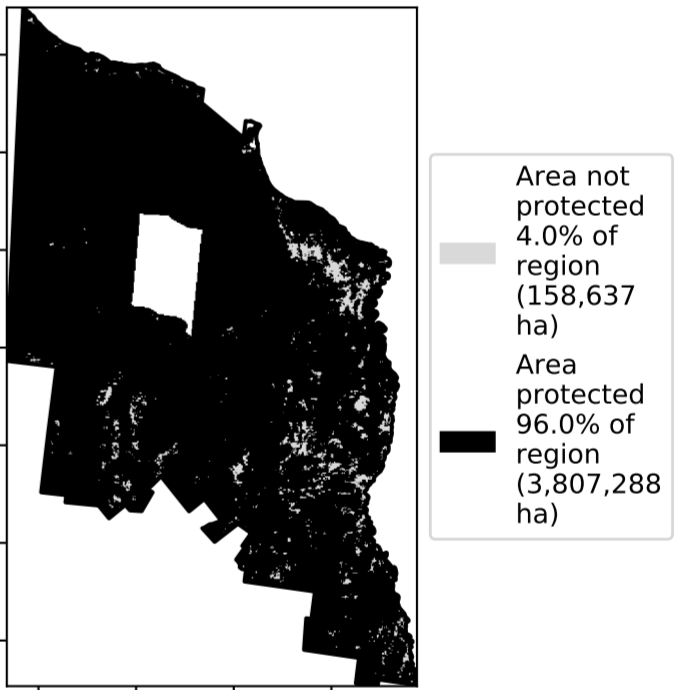 Area not
protected
4.0% of
region
(158,637
ha)
Area
protected
96.0% of
region
(3,807,288
ha)